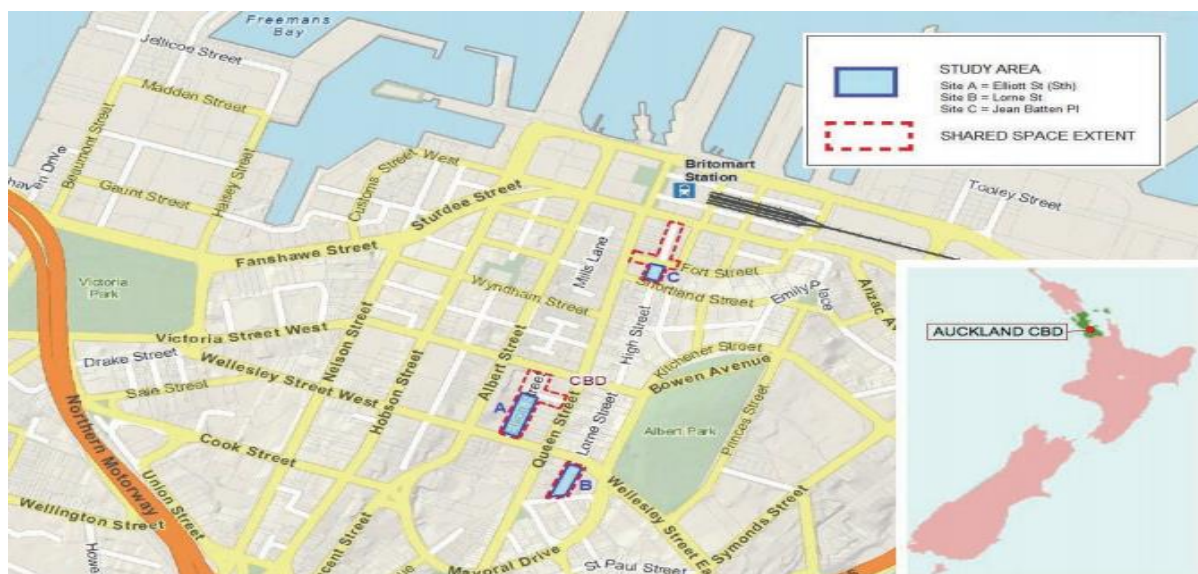 Freemans
Bay
Jellicoe Street
Madden Street
Beaumont Street
Halsey Street
Gaunt Street
Customs Street West
Sturdee Street
Fanshawe Street
Victoria
Park
Victoria Street West
Drake Street
Sale Street
Wellesley Street West
Nelson Street
Hobson Street
Cook Street
Union Street
Northern Motorway
Wellington Street
Albert Street
Wyndham Street
Mills Lane
Queen Street
High Street
Lorne Street
CBD
A
B
C
Britomart
Station
Fort Street
Shortland Street
Emily Place
Anzac Av
Kitchener Street
Bowen Avenue
Albert Park
Princes Street
Wellesley Street Ea
Symonds Street
Mayoral Drive
St Paul Street
Tooley Street
STUDY AREA
Site A = Elliott St (Sth)
Site B = Lorne St
Site C = Jean Batten Pl
SHARED SPACE EXTENT
AUCKLAND CBD